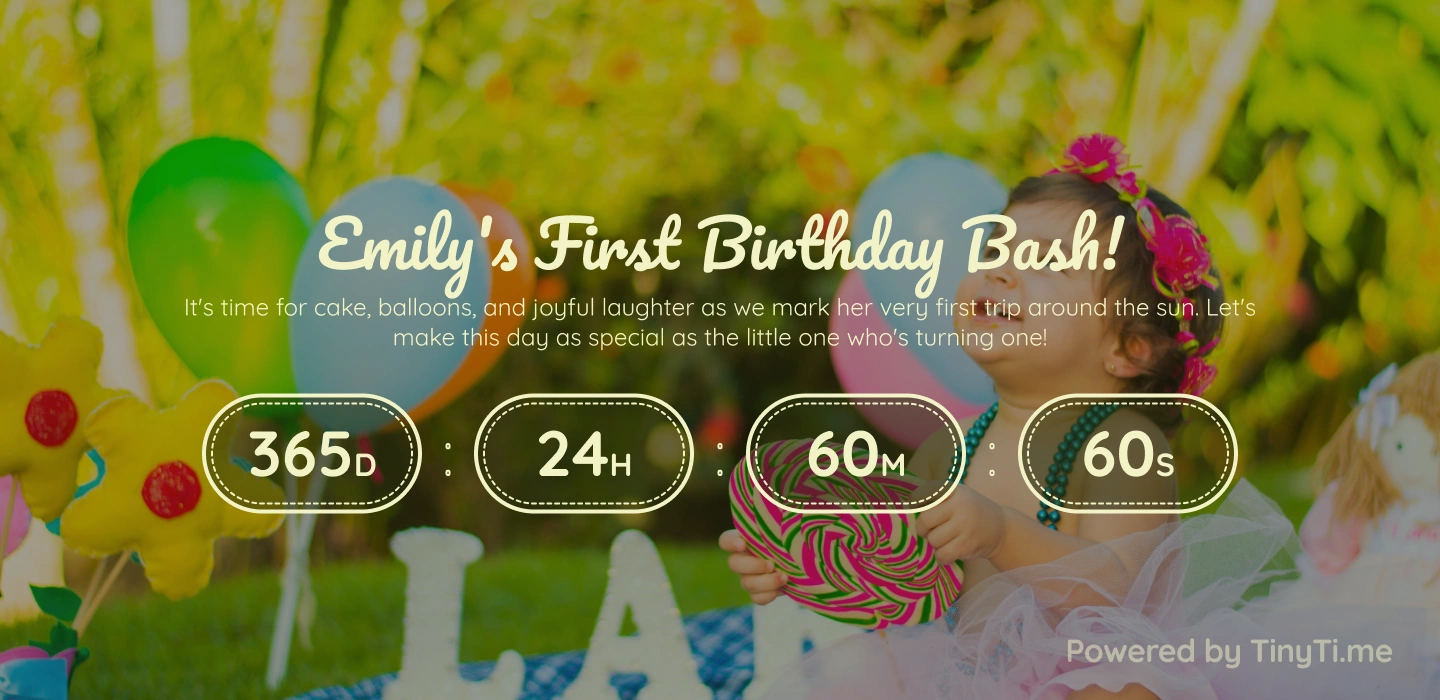 Emily's First Birthday Bash!
It's time for cake, balloons, and joyful laughter as we mark her very first trip around the sun. Let's
make this day as special as the little one who's turning one!
365D : 24H : 60M : 60S
LA
Powered by TinyTi.me